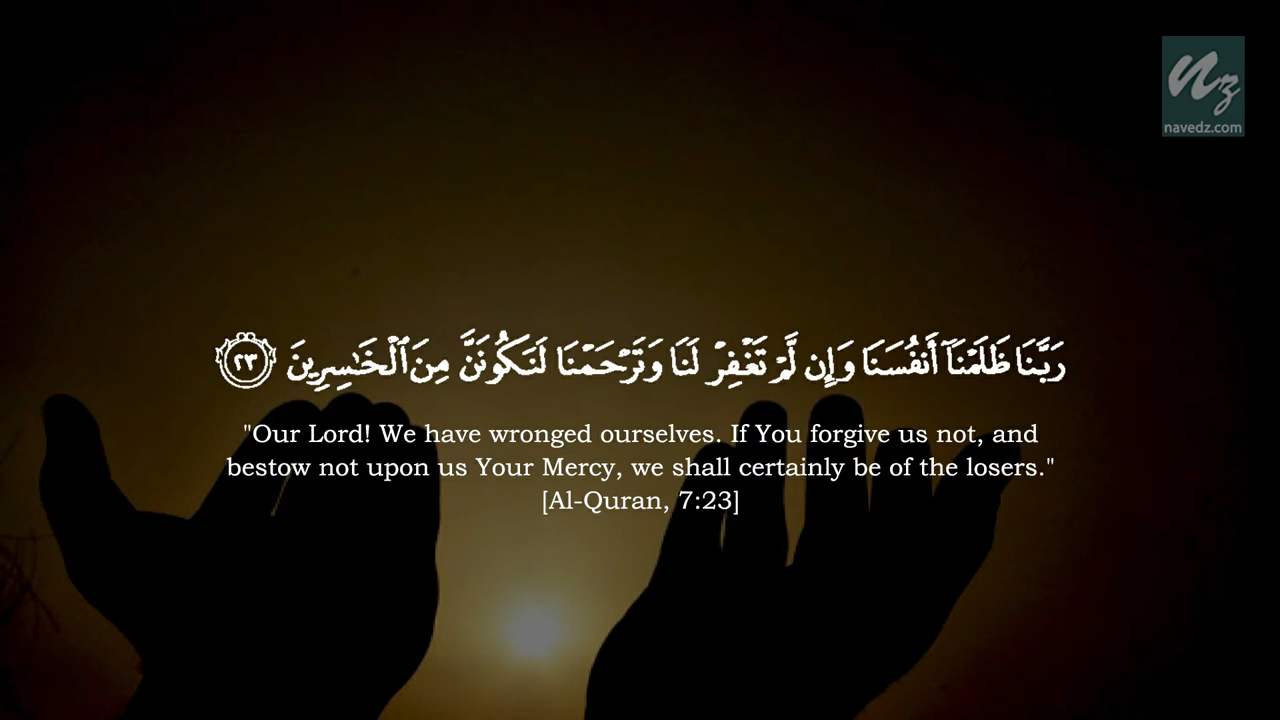 nz
navedz.com
رَبَّنَا ظَلَمْنَآ أَنفُسَنَا وَإِن لَّمْ تَغْفِرْ لَنَا وَتَرْحَمْنَا لَنَكُونَنَّ مِنَ ٱلْخَـٰسِرِينَ ٢٣
"Our Lord! We have wronged ourselves. If You forgive us not, and
bestow not upon us Your Mercy, we shall certainly be of the losers."
[Al-Quran, 7:23]